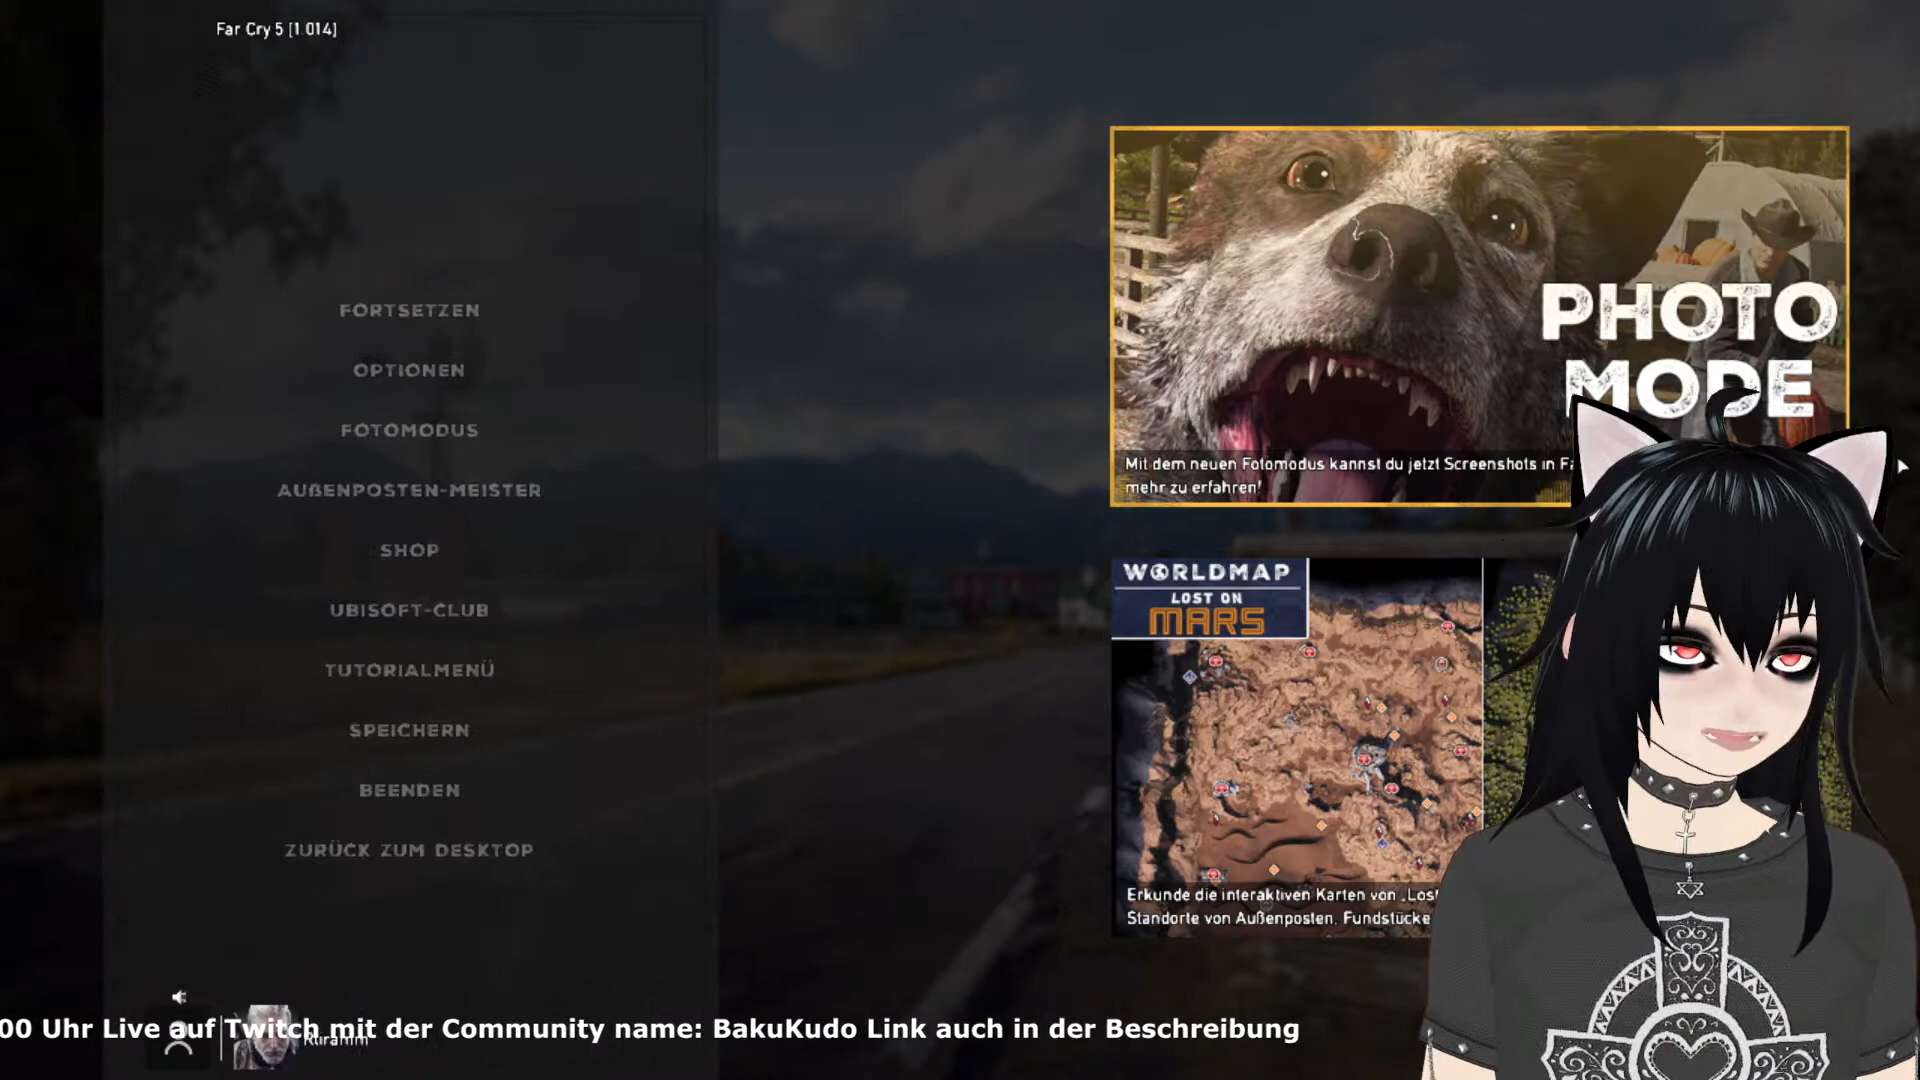 Far Cry 5 [1.014]
FORTSETZEN
OPTIONEN
FOTOMODUS
AUẞENPOSTEN-MEISTER
SHOP
UBISOFT-CLUB
TUTORIALMENÜ
SPEICHERN
BEENDEN
ZURÜCK ZUM DESKTOP
PHOTO
MODE
Mit dem neuen Fotomodus kannst du jetzt Screenshots in
mehr zu erfahren!
WORLDMAP
LOST ON
MARS
Erkunde die interaktiven Karten von „Lost
Standorte von Außenposten, Fundstücke
00 Uhr Live auf Twitch mit der Community name: BakuKudo Link auch in der Beschreibung